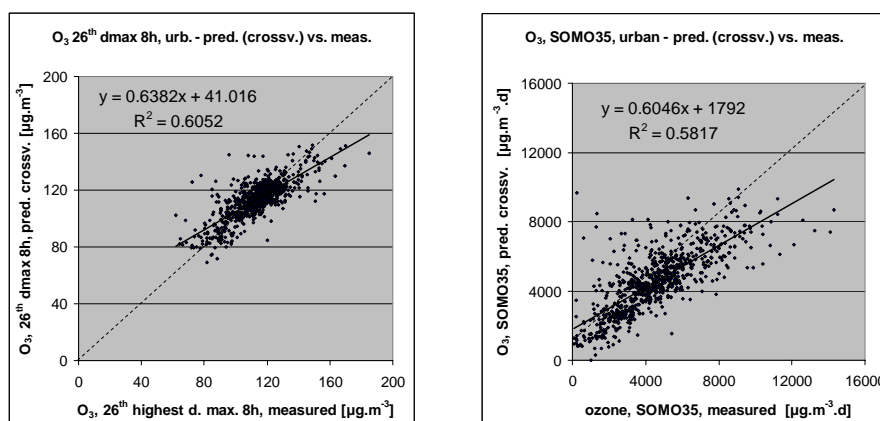 O₃ 26ᵗʰ dmax 8h, urb. - pred. (crossv.) vs. meas.
y = 0.6382x + 41.016
R² = 0.6052
O₃, 26ᵗʰ dmax 8h, pred. crossv. [µg.m⁻³]
200
160
120
80
40
0
0 40 80 120 160 200
O₃, 26ᵗʰ highest d. max. 8h, measured [µg.m⁻³]
O₃, SOMO35, urban - pred. (crossv.) vs. meas.
y = 0.6046x + 1792
R² = 0.5817
O₃, SOMO35, pred. crossv. [µg.m⁻³.d]
16000
12000
8000
4000
0
0 4000 8000 12000 16000
ozone, SOMO35, measured [µg.m⁻³.d]